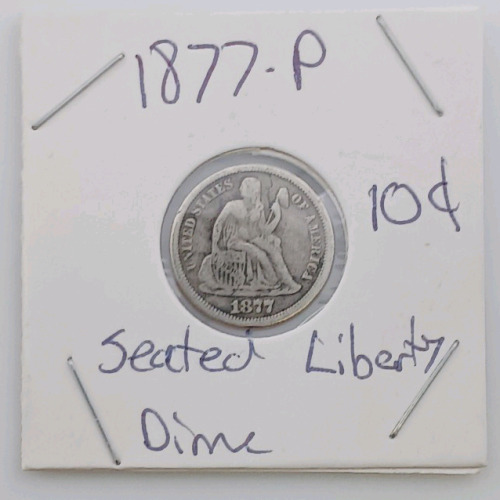 1877-P
UNITED STATES OF AMERICA
10¢
1877
Seated Liberty
Dime